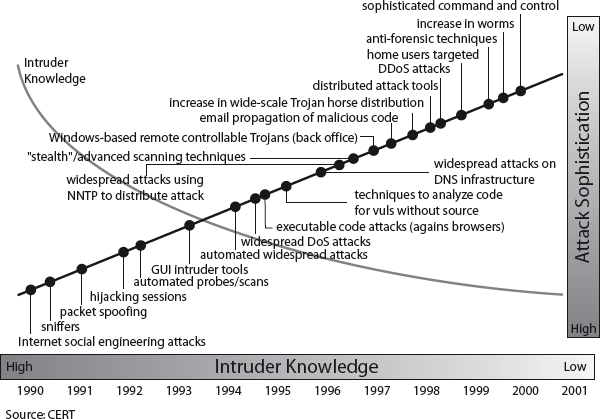 sophisticated command and control
increase in worms
anti-forensic techniques
home users targeted
DDoS attacks
distributed attack tools
increase in wide-scale Trojan horse distribution
email propagation of malicious code
Windows-based remote controllable Trojans (back office)
"stealth"/advanced scanning techniques
widespread attacks using
NNTP to distribute attack
Intruder
Knowledge
widespread attacks on
DNS infrastructure
techniques to analyze code
for vuls without source
executable code attacks (agains browsers)
widespread DoS attacks
automated widespread attacks
GUI intruder tools
automated probes/scans
hijacking sessions
packet spoofing
sniffers
Internet social engineering attacks
Low
Attack Sophistication
High
High Intruder Knowledge Low
1990 1991 1992 1993 1994 1995 1996 1997 1998 1999 2000 2001
Source: CERT